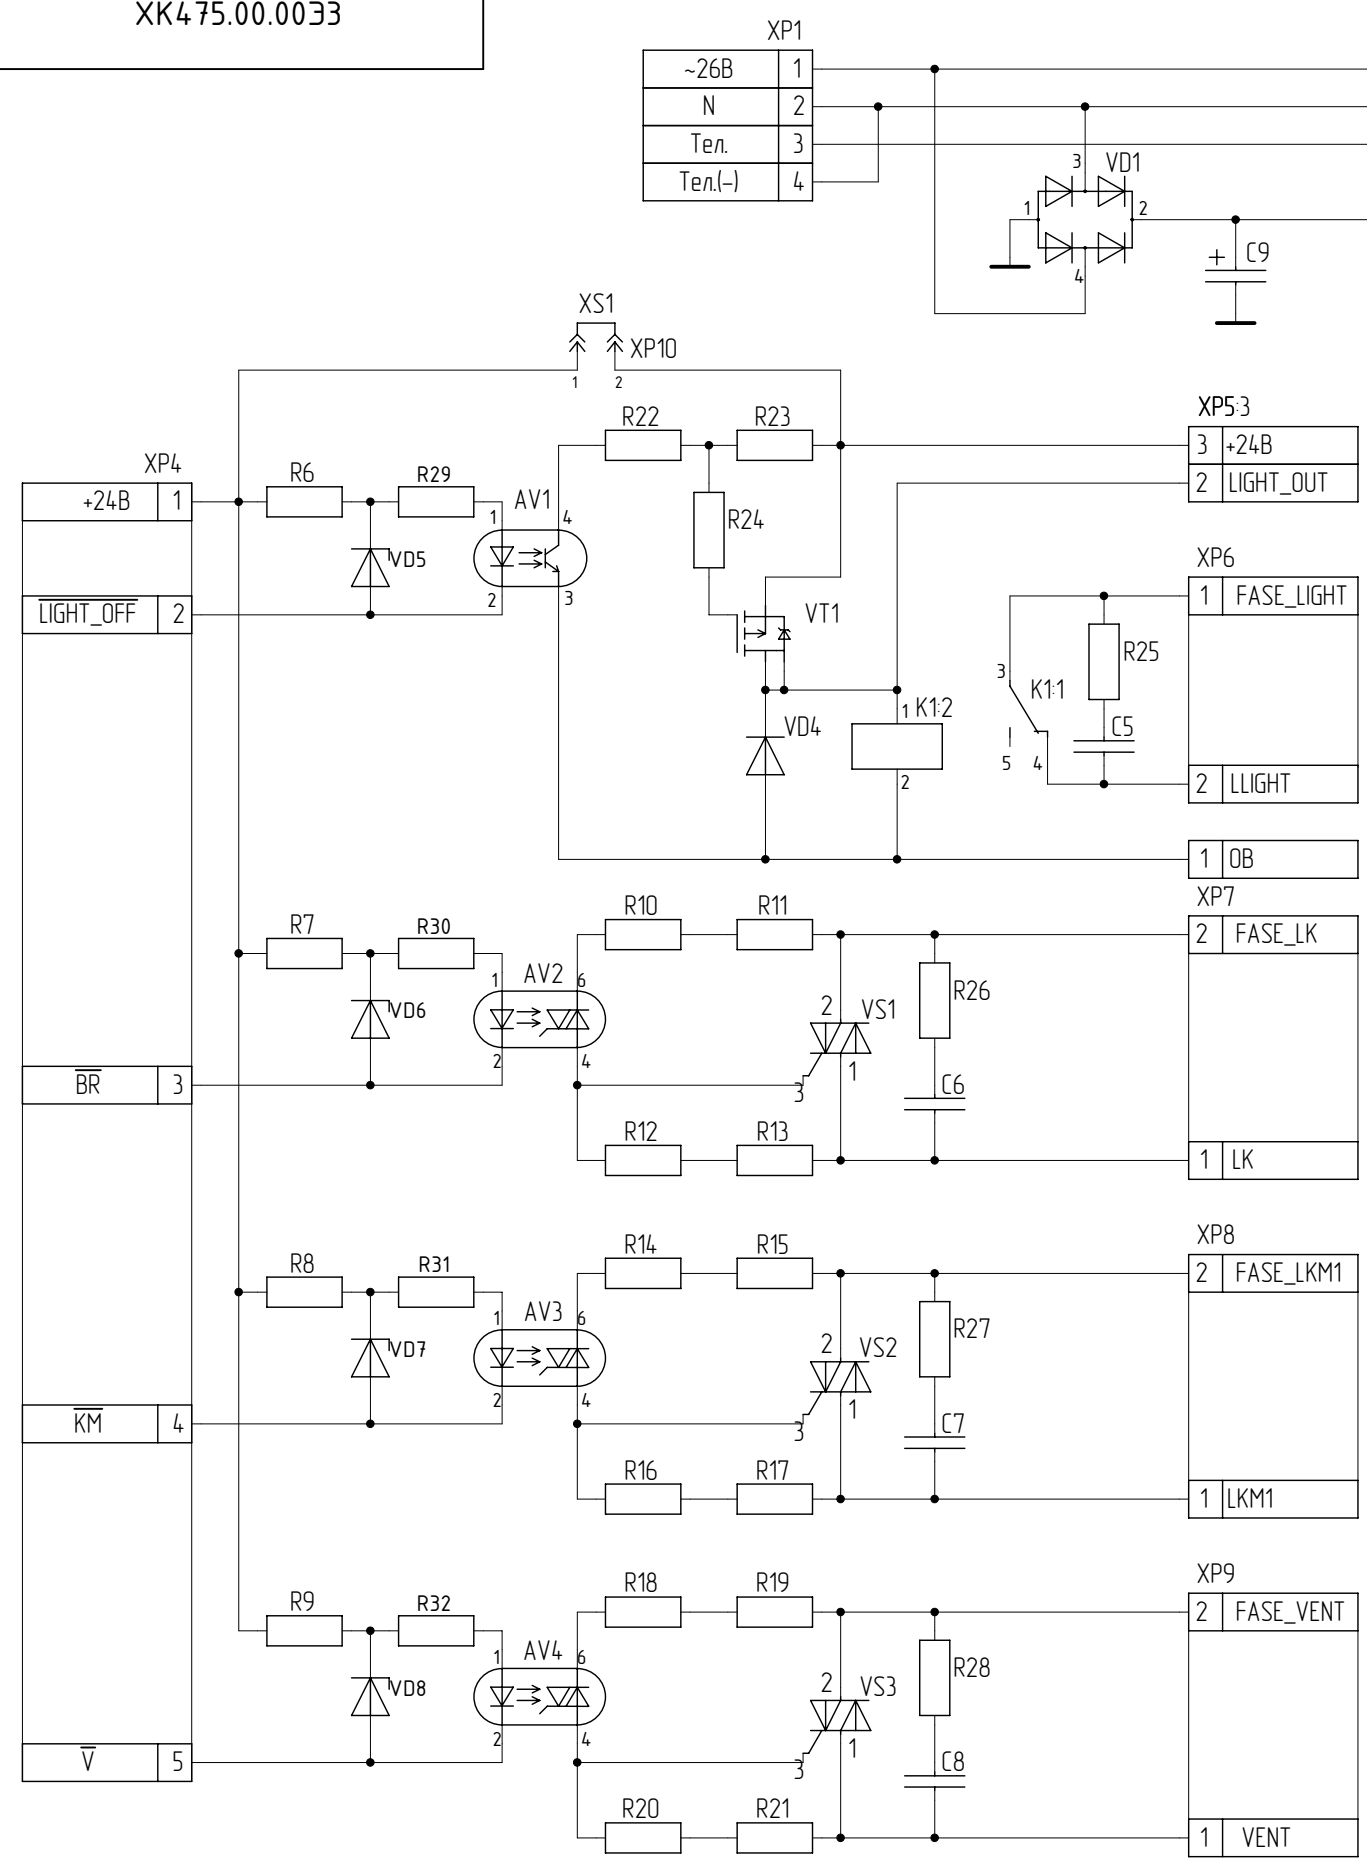 ХК475.00.00ЭЗ
XP1
~26В 1
N 2
Тел. 3
Тел.(-) 4
3 VD1
1 2
4
+ C9
XS1
XP10
1 2
R22 R23
R24
XP5:3
3 +24В
2 LIGHT_OUT
XP4
+24В 1
R6 R29
AV1
1 4
VD5
2 3
LIGHT_OFF 2
VT1
VD4
1 K1:2
2
XP6
1 FASE_LIGHT
R25
3 K1:1
C5
5 4
2 LLIGHT
1 0В
XP7
R10 R11
2 FASE_LK
R7 R30
AV2
1 6
VD6
2 4
BR 3
2 VS1
1
3
R26
C6
R12 R13
1 LK
XP8
R14 R15
2 FASE_LKM1
R8 R31
AV3
1 6
VD7
2 4
KM 4
2 VS2
1
3
R27
C7
R16 R17
1 LKM1
XP9
R18 R19
2 FASE_VENT
R9 R32
AV4
1 6
VD8
2 4
V 5
2 VS3
1
3
R28
C8
R20 R21
1 VENT